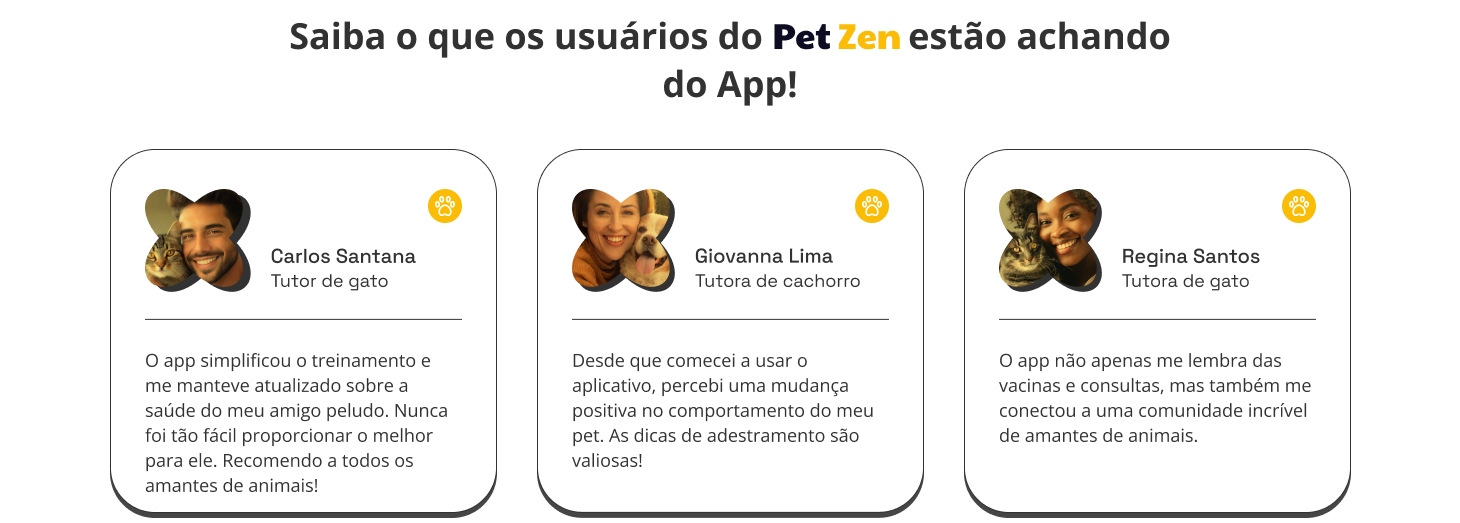 Saiba o que os usuários do Pet Zen estão achando
do App!
Carlos Santana
Tutor de gato
O app simplificou o treinamento e
me manteve atualizado sobre a
saúde do meu amigo peludo. Nunca
foi tão fácil proporcionar o melhor
para ele. Recomendo a todos os
amantes de animais!
Giovanna Lima
Tutora de cachorro
Desde que comecei a usar o
aplicativo, percebi uma mudança
positiva no comportamento do meu
pet. As dicas de adestramento são
valiosas!
Regina Santos
Tutora de gato
O app não apenas me lembra das
vacinas e consultas, mas também me
conectou a uma comunidade incrível
de amantes de animais.